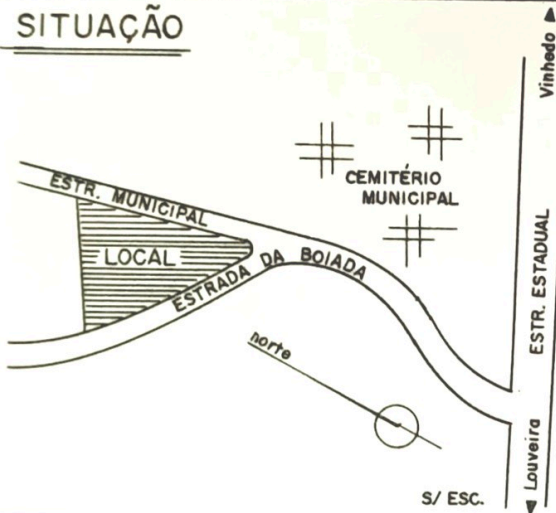 SITUAÇÃO
Vinhedo
CEMITÉRIO
MUNICIPAL
ESTR. MUNICIPAL
LOCAL
ESTRADA DA BOIADA
ESTR. ESTADUAL
norte
Louveira
S/ ESC.